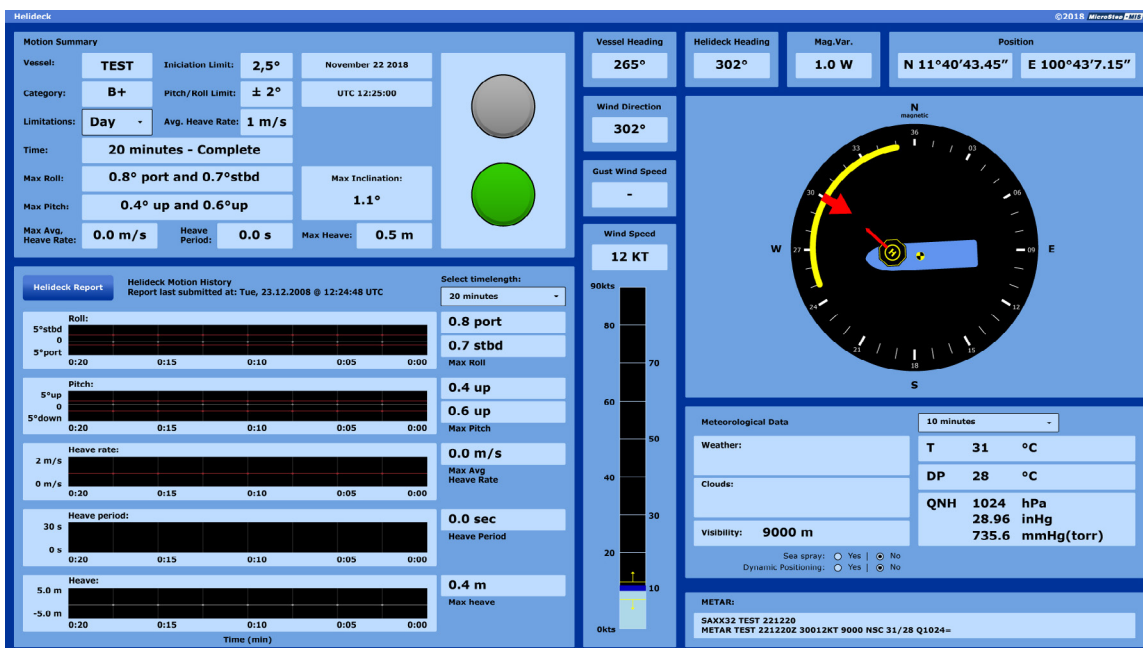 Helideck
©2018 MicroStep-MIS
Motion Summary
Vessel: TEST Iniciation Limit: 2,5° November 22 2018
Category: B+ Pitch/Roll Limit: ± 2° UTC 12:25:00
Limitations: Day Avg. Heave Rate: 1 m/s
Time: 20 minutes - Complete
Max Roll: 0.8° port and 0.7°stbd
Max Inclination:
1.1°
Max Pitch: 0.4° up and 0.6°up
Max Avg, Heave Rate: 0.0 m/s Heave Period: 0.0 s Max Heave: 0.5 m
Helideck Report
Helideck Motion History
Report last submitted at: Tue, 23.12.2008 @ 12:24:48 UTC
Select timelength:
20 minutes
Roll:
5°stbd
0
5°port
0:20 0:15 0:10 0:05 0:00
0.8 port
0.7 stbd
Max Roll
Pitch:
5°up
0
5°down
0:20 0:15 0:10 0:05 0:00
0.4 up
0.6 up
Max Pitch
Heave rate:
2 m/s
0 m/s
0:20 0:15 0:10 0:05 0:00
0.0 m/s
Max Avg
Heave Rate
Heave period:
30 s
0 s
0:20 0:15 0:10 0:05 0:00
0.0 sec
Heave Period
Heave:
5.0 m
-5.0 m
0:20 0:15 0:10 0:05 0:00
0.4 m
Max heave
Time (min)
Vessel Heading
265°
Wind Direction
302°
Gust Wind Speed
-
Wind Speed
12 KT
90kts
80
70
60
50
40
30
20
10
0kts
Helideck Heading
302°
Mag.Var.
1.0 W
Position
N 11°40'43.45" E 100°43'7.15"
N
magnetic
36
33 03
30 06
W 27 H 09 E
24 12
21 15
18
S
Meteorological Data
10 minutes
Weather:
Clouds:
Visibility: 9000 m
T 31 °C
DP 28 °C
QNH 1024 hPa
28.96 inHg
735.6 mmHg(torr)
Sea spray: Yes | No
Dynamic Positioning: Yes | No
METAR:
SAXX32 TEST 221220
METAR TEST 221220Z 30012KT 9000 NSC 31/28 Q1024=